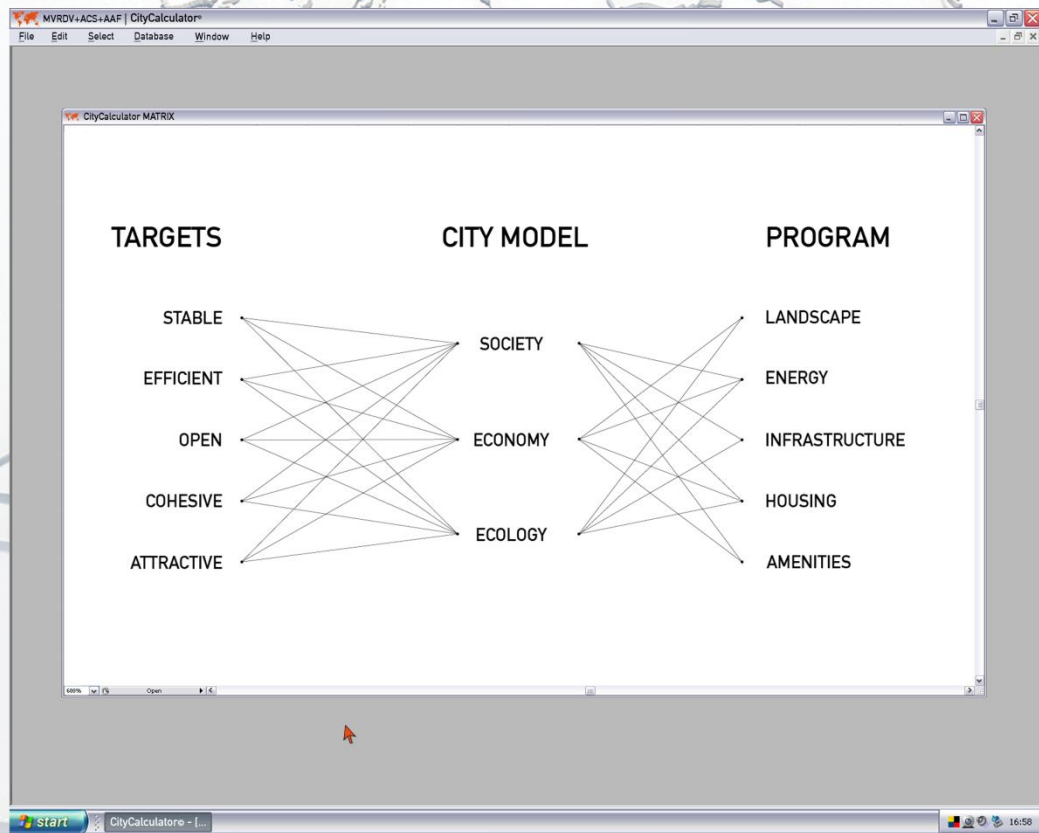 MVRDV+ACS+AAF | CityCalculator®
File Edit Select Database Window Help
CityCalculator MATRIX
TARGETS CITY MODEL PROGRAM
STABLE
EFFICIENT
OPEN
COHESIVE
ATTRACTIVE
SOCIETY
ECONOMY
ECOLOGY
LANDSCAPE
ENERGY
INFRASTRUCTURE
HOUSING
AMENITIES
Open
start CityCalculator© - [... 16:58